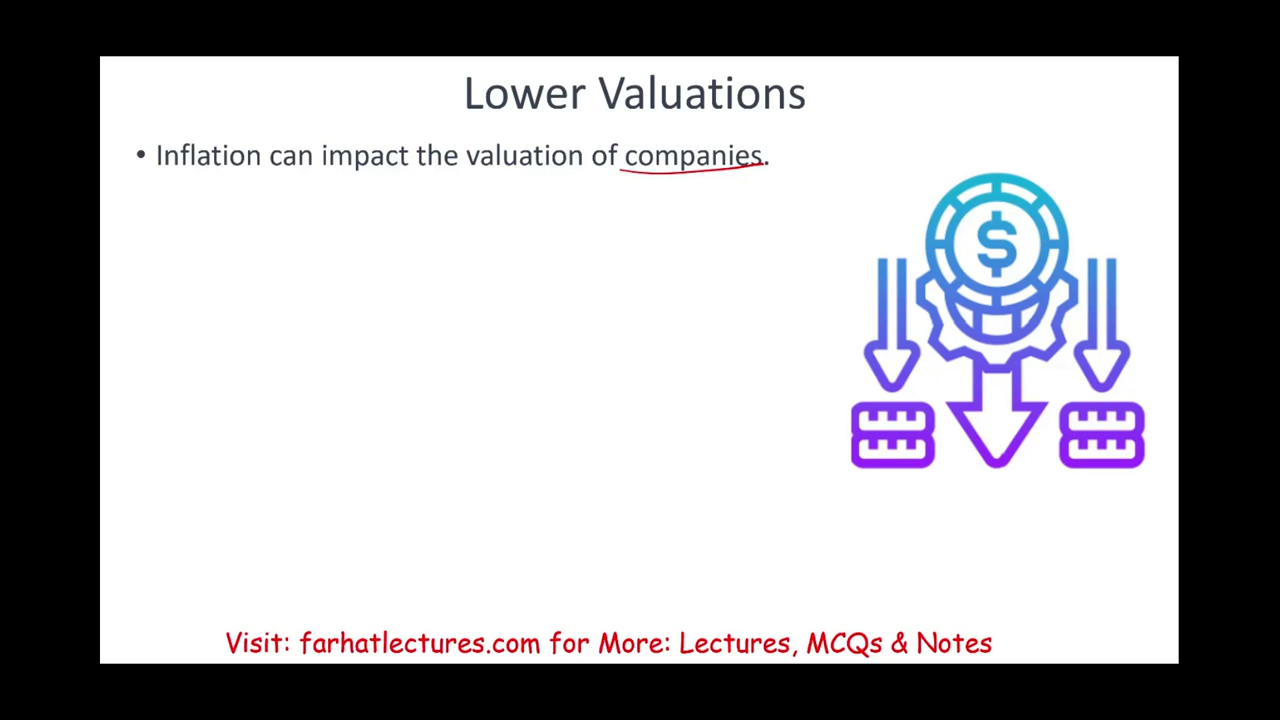 Lower Valuations
• Inflation can impact the valuation of companies.
$
Visit: farhatlectures.com for More: Lectures, MCQs & Notes